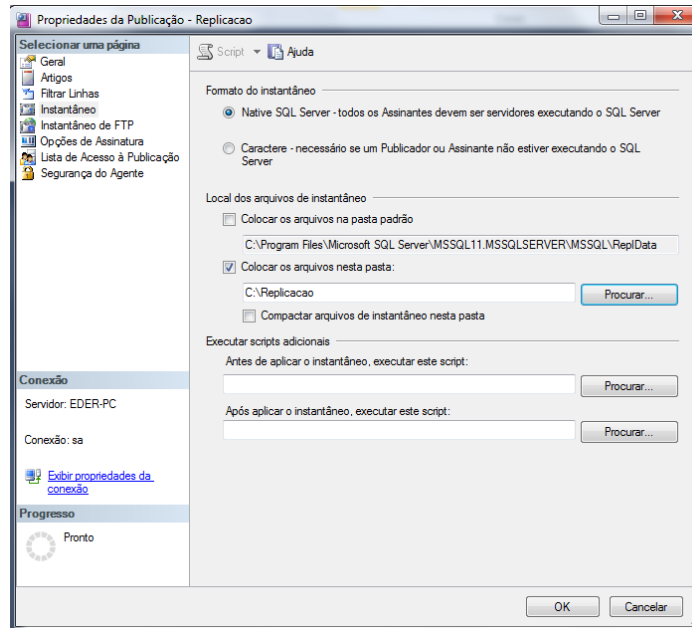 Propriedades da Publicação - Replicacao
Selecionar uma página
Geral
Artigos
Filtrar Linhas
Instantâneo
Instantâneo de FTP
Opções de Assinatura
Lista de Acesso à Publicação
Segurança do Agente
Script
Ajuda
Formato do instantâneo
Native SQL Server - todos os Assinantes devem ser servidores executando o SQL Server
Caractere - necessário se um Publicador ou Assinante não estiver executando o SQL
Server
Local dos arquivos de instantâneo
Colocar os arquivos na pasta padrão
C:\Program Files\Microsoft SQL Server\MSSQL11.MSSQLSERVER\MSSQL\ReplData
Colocar os arquivos nesta pasta:
C:\Replicacao
Procurar...
Compactar arquivos de instantâneo nesta pasta
Executar scripts adicionais
Antes de aplicar o instantâneo, executar este script:
Procurar...
Após aplicar o instantâneo, executar este script:
Procurar...
Conexão
Servidor: EDER-PC
Conexão: sa
Exibir propriedades da
conexão
Progresso
Pronto
OK
Cancelar